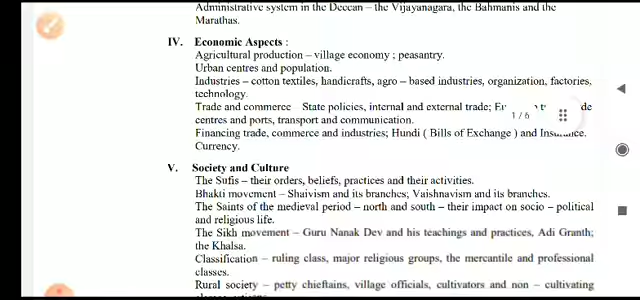 Administrative system in the Deccan – the Vijayanagara, the Bahmanis and the
Marathas.
IV. Economic Aspects :
Agricultural production – village economy ; peasantry.
Urban centres and population.
Industries – cotton textiles, handicrafts, agro – based industries, organization, factories,
technology.
Trade and commerce – State policies, internal and external trade;
1 / 6
centres and ports, transport and communication.
Financing trade, commerce and industries; Hundi ( Bills of Exchange ) and Insurance.
Currency.
V. Society and Culture
The Sufis – their orders, beliefs, practices and their activities.
Bhakti movement – Shaivism and its branches; Vaishnavism and its branches.
The Saints of the medieval period – north and south – their impact on socio – political
and religious life.
The Sikh movement – Guru Nanak Dev and his teachings and practices, Adi Granth;
the Khalsa.
Classification – ruling class, major religious groups, the mercantile and professional
classes.
Rural society – petty chieftains, village officials, cultivators and non – cultivating